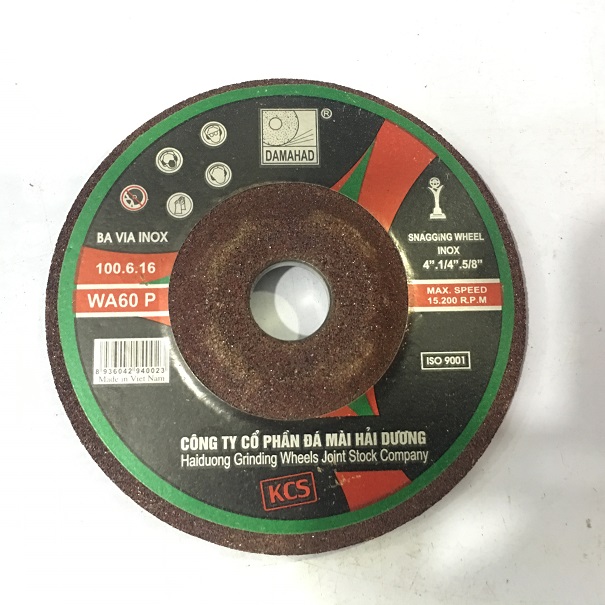 DAMAHAD
®
BA VIA INOX
100.6.16
WA60 P
8 936042 940023
Made in Viet Nam
SNAGGING WHEEL
INOX
4".1/4".5/8"
MAX. SPEED
15.200 R.P.M
ISO 9001
CÔNG TY CỔ PHẦN ĐÁ MÀI HẢI DƯƠNG
Haiduong Grinding Wheels Joint Stock Company
KCS